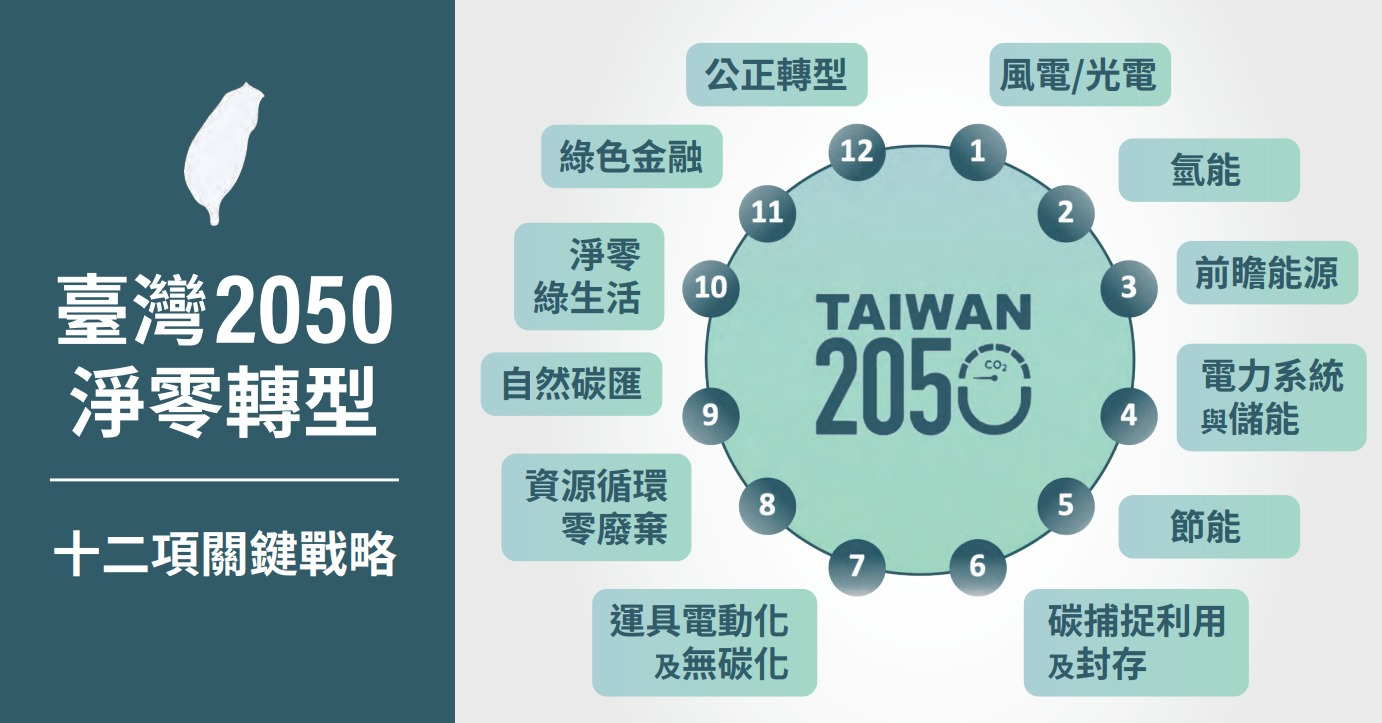 臺灣2050
淨零轉型
十二項關鍵戰略
TAIWAN
2050
CO₂
1
風電/光電
2
氫能
3
前瞻能源
4
電力系統
與儲能
5
節能
6
碳捕捉利用
及封存
7
運具電動化
及無碳化
8
資源循環
零廢棄
9
自然碳匯
10
淨零
綠生活
11
綠色金融
12
公正轉型